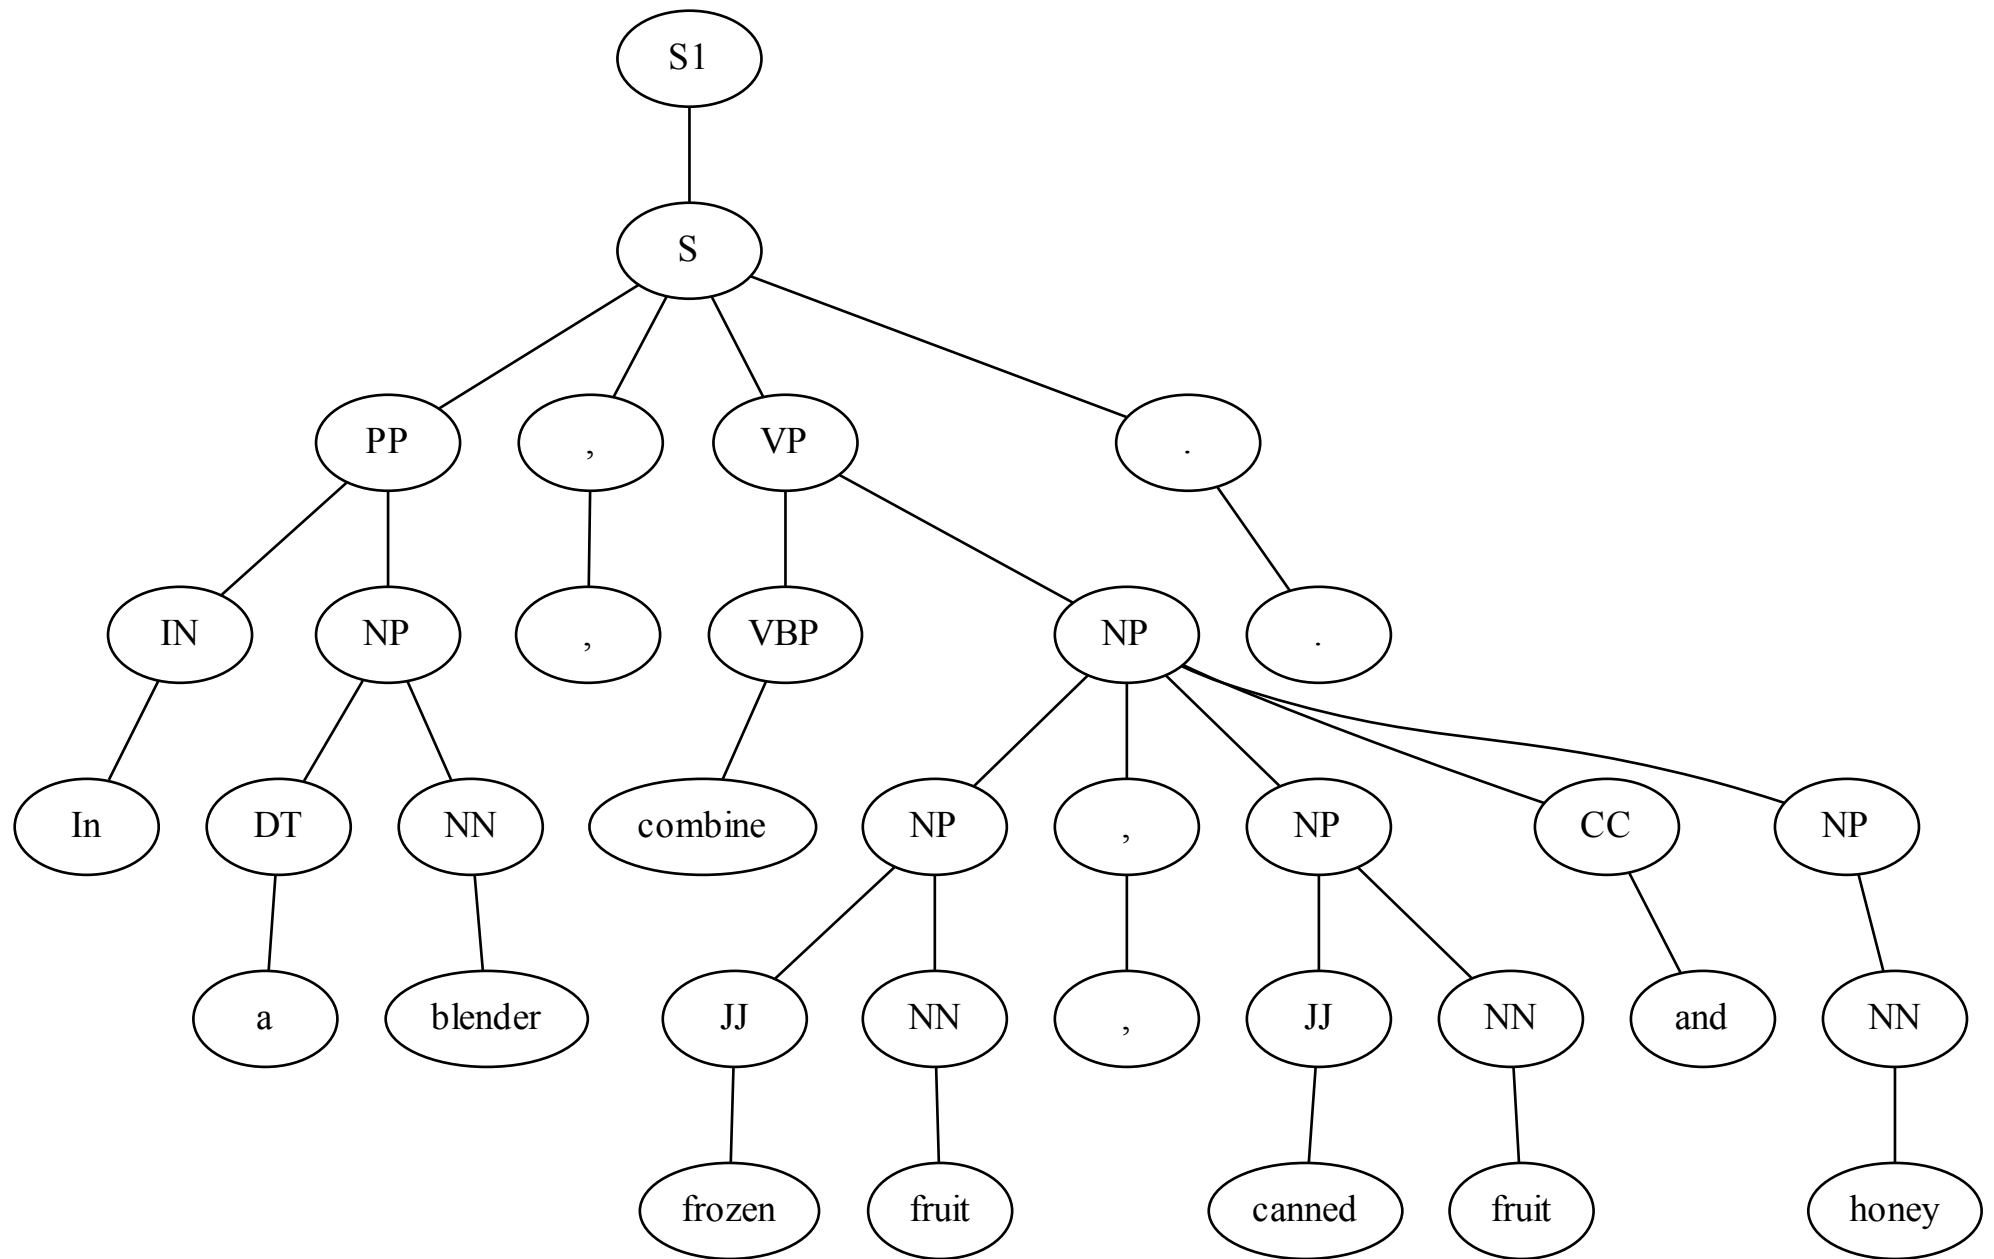 S1
S
PP , VP .
IN NP , VBP NP .
In DT NN combine NP , NP CC NP
a blender JJ NN , JJ NN and NN
frozen fruit canned fruit honey